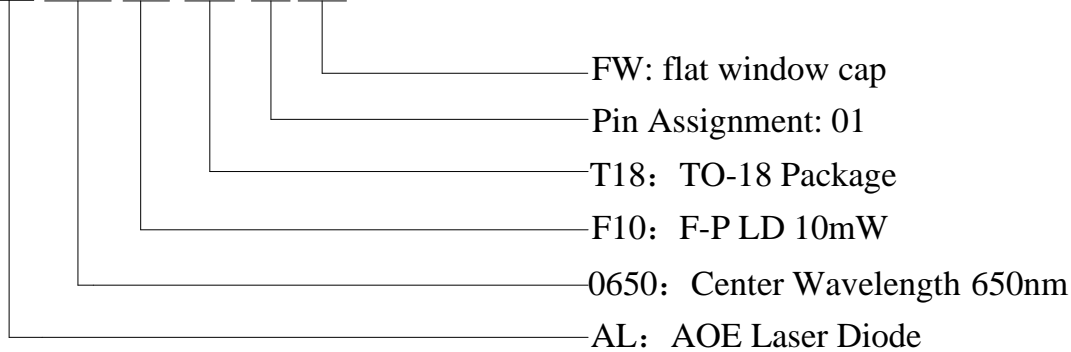 FW: flat window cap
Pin Assignment: 01
T18：TO-18 Package
F10：F-P LD 10mW
0650：Center Wavelength 650nm
AL：AOE Laser Diode